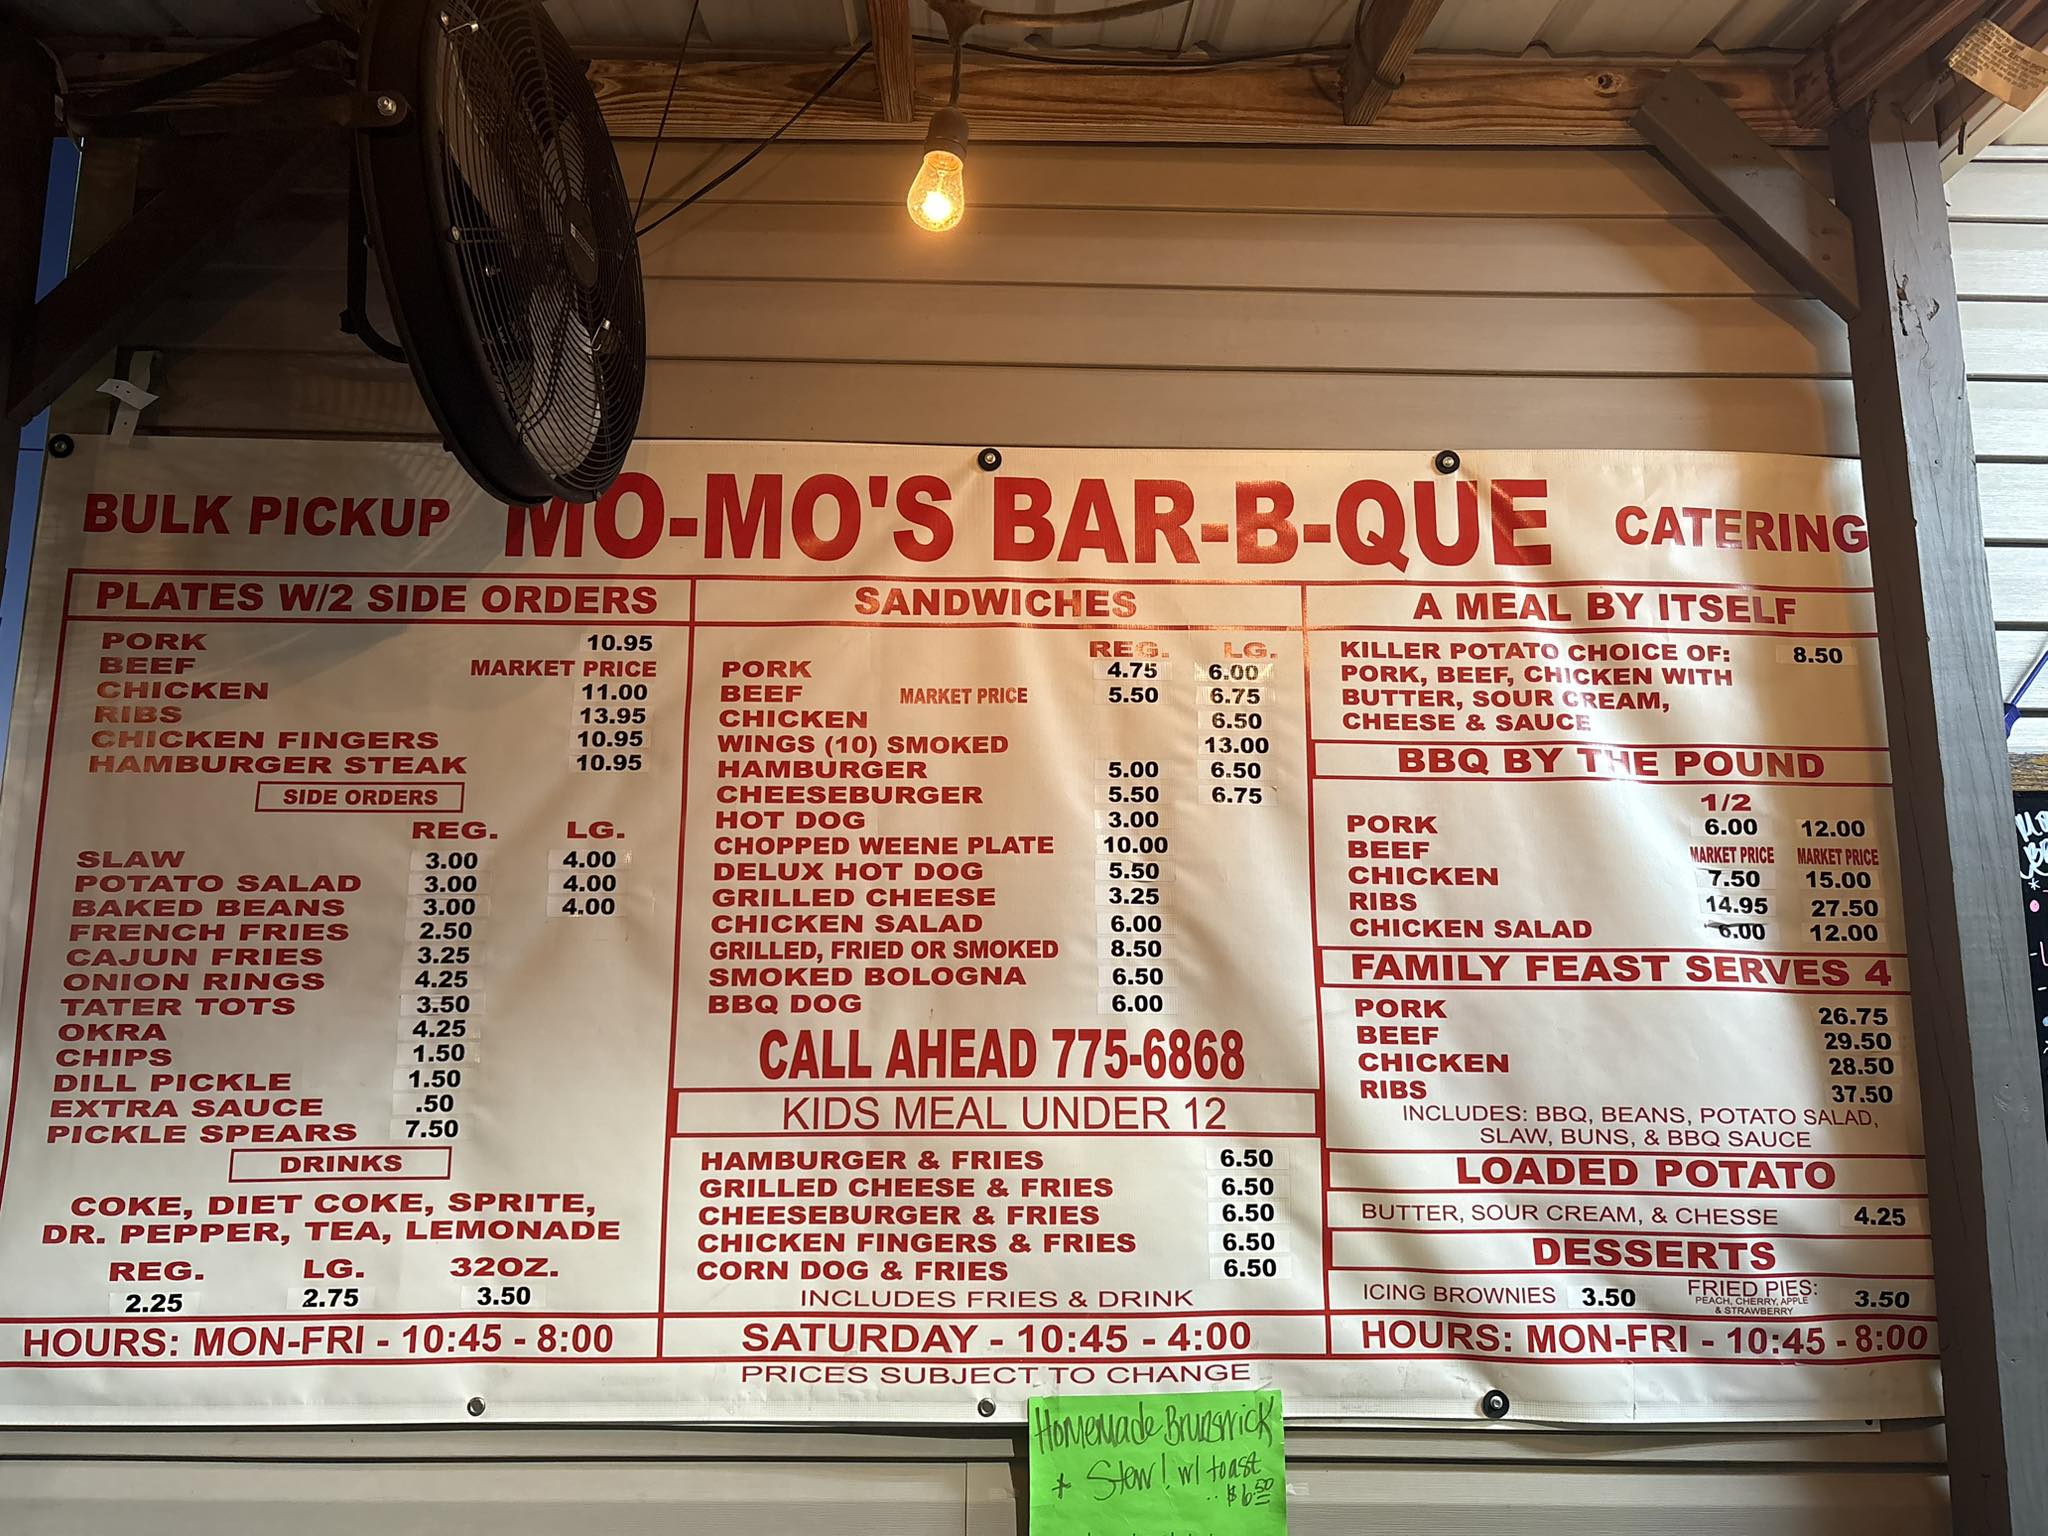 BULK PICKUP
MO-MO'S BAR-B-QUE
CATERING
PLATES W/2 SIDE ORDERS
PORK 10.95
BEEF MARKET PRICE
CHICKEN 11.00
RIBS 13.95
CHICKEN FINGERS 10.95
HAMBURGER STEAK 10.95
SIDE ORDERS
REG. LG.
SLAW 3.00 4.00
POTATO SALAD 3.00 4.00
BAKED BEANS 3.00 4.00
FRENCH FRIES 2.50
CAJUN FRIES 3.25
ONION RINGS 4.25
TATER TOTS 3.50
OKRA 4.25
CHIPS 1.50
DILL PICKLE 1.50
EXTRA SAUCE .50
PICKLE SPEARS 7.50
DRINKS
COKE, DIET COKE, SPRITE,
DR. PEPPER, TEA, LEMONADE
REG. LG. 32OZ.
2.25 2.75 3.50
HOURS: MON-FRI - 10:45 - 8:00
SANDWICHES
REG. LG.
PORK 4.75 6.00
BEEF MARKET PRICE 5.50 6.75
CHICKEN 6.50
WINGS (10) SMOKED 13.00
HAMBURGER 5.00 6.50
CHEESEBURGER 5.50 6.75
HOT DOG 3.00
CHOPPED WEENE PLATE 10.00
DELUX HOT DOG 5.50
GRILLED CHEESE 3.25
CHICKEN SALAD 6.00
GRILLED, FRIED OR SMOKED 8.50
SMOKED BOLOGNA 6.50
BBQ DOG 6.00
CALL AHEAD 775-6868
KIDS MEAL UNDER 12
HAMBURGER & FRIES 6.50
GRILLED CHEESE & FRIES 6.50
CHEESEBURGER & FRIES 6.50
CHICKEN FINGERS & FRIES 6.50
CORN DOG & FRIES 6.50
INCLUDES FRIES & DRINK
SATURDAY - 10:45 - 4:00
A MEAL BY ITSELF
KILLER POTATO CHOICE OF: 8.50
PORK, BEEF, CHICKEN WITH
BUTTER, SOUR CREAM,
CHEESE & SAUCE
BBQ BY THE POUND
1/2
PORK 6.00 12.00
BEEF MARKET PRICE MARKET PRICE
CHICKEN 7.50 15.00
RIBS 14.95 27.50
CHICKEN SALAD 6.00 12.00
FAMILY FEAST SERVES 4
PORK 26.75
BEEF 29.50
CHICKEN 28.50
RIBS 37.50
INCLUDES: BBQ, BEANS, POTATO SALAD,
SLAW, BUNS, & BBQ SAUCE
LOADED POTATO
BUTTER, SOUR CREAM, & CHESSE 4.25
DESSERTS
ICING BROWNIES 3.50 FRIED PIES: 3.50
PEACH, CHERRY, APPLE
& STRAWBERRY
HOURS: MON-FRI - 10:45 - 8:00
PRICES SUBJECT TO CHANGE
Homemade Brunswick
* Stew! w/ toast
$6.50